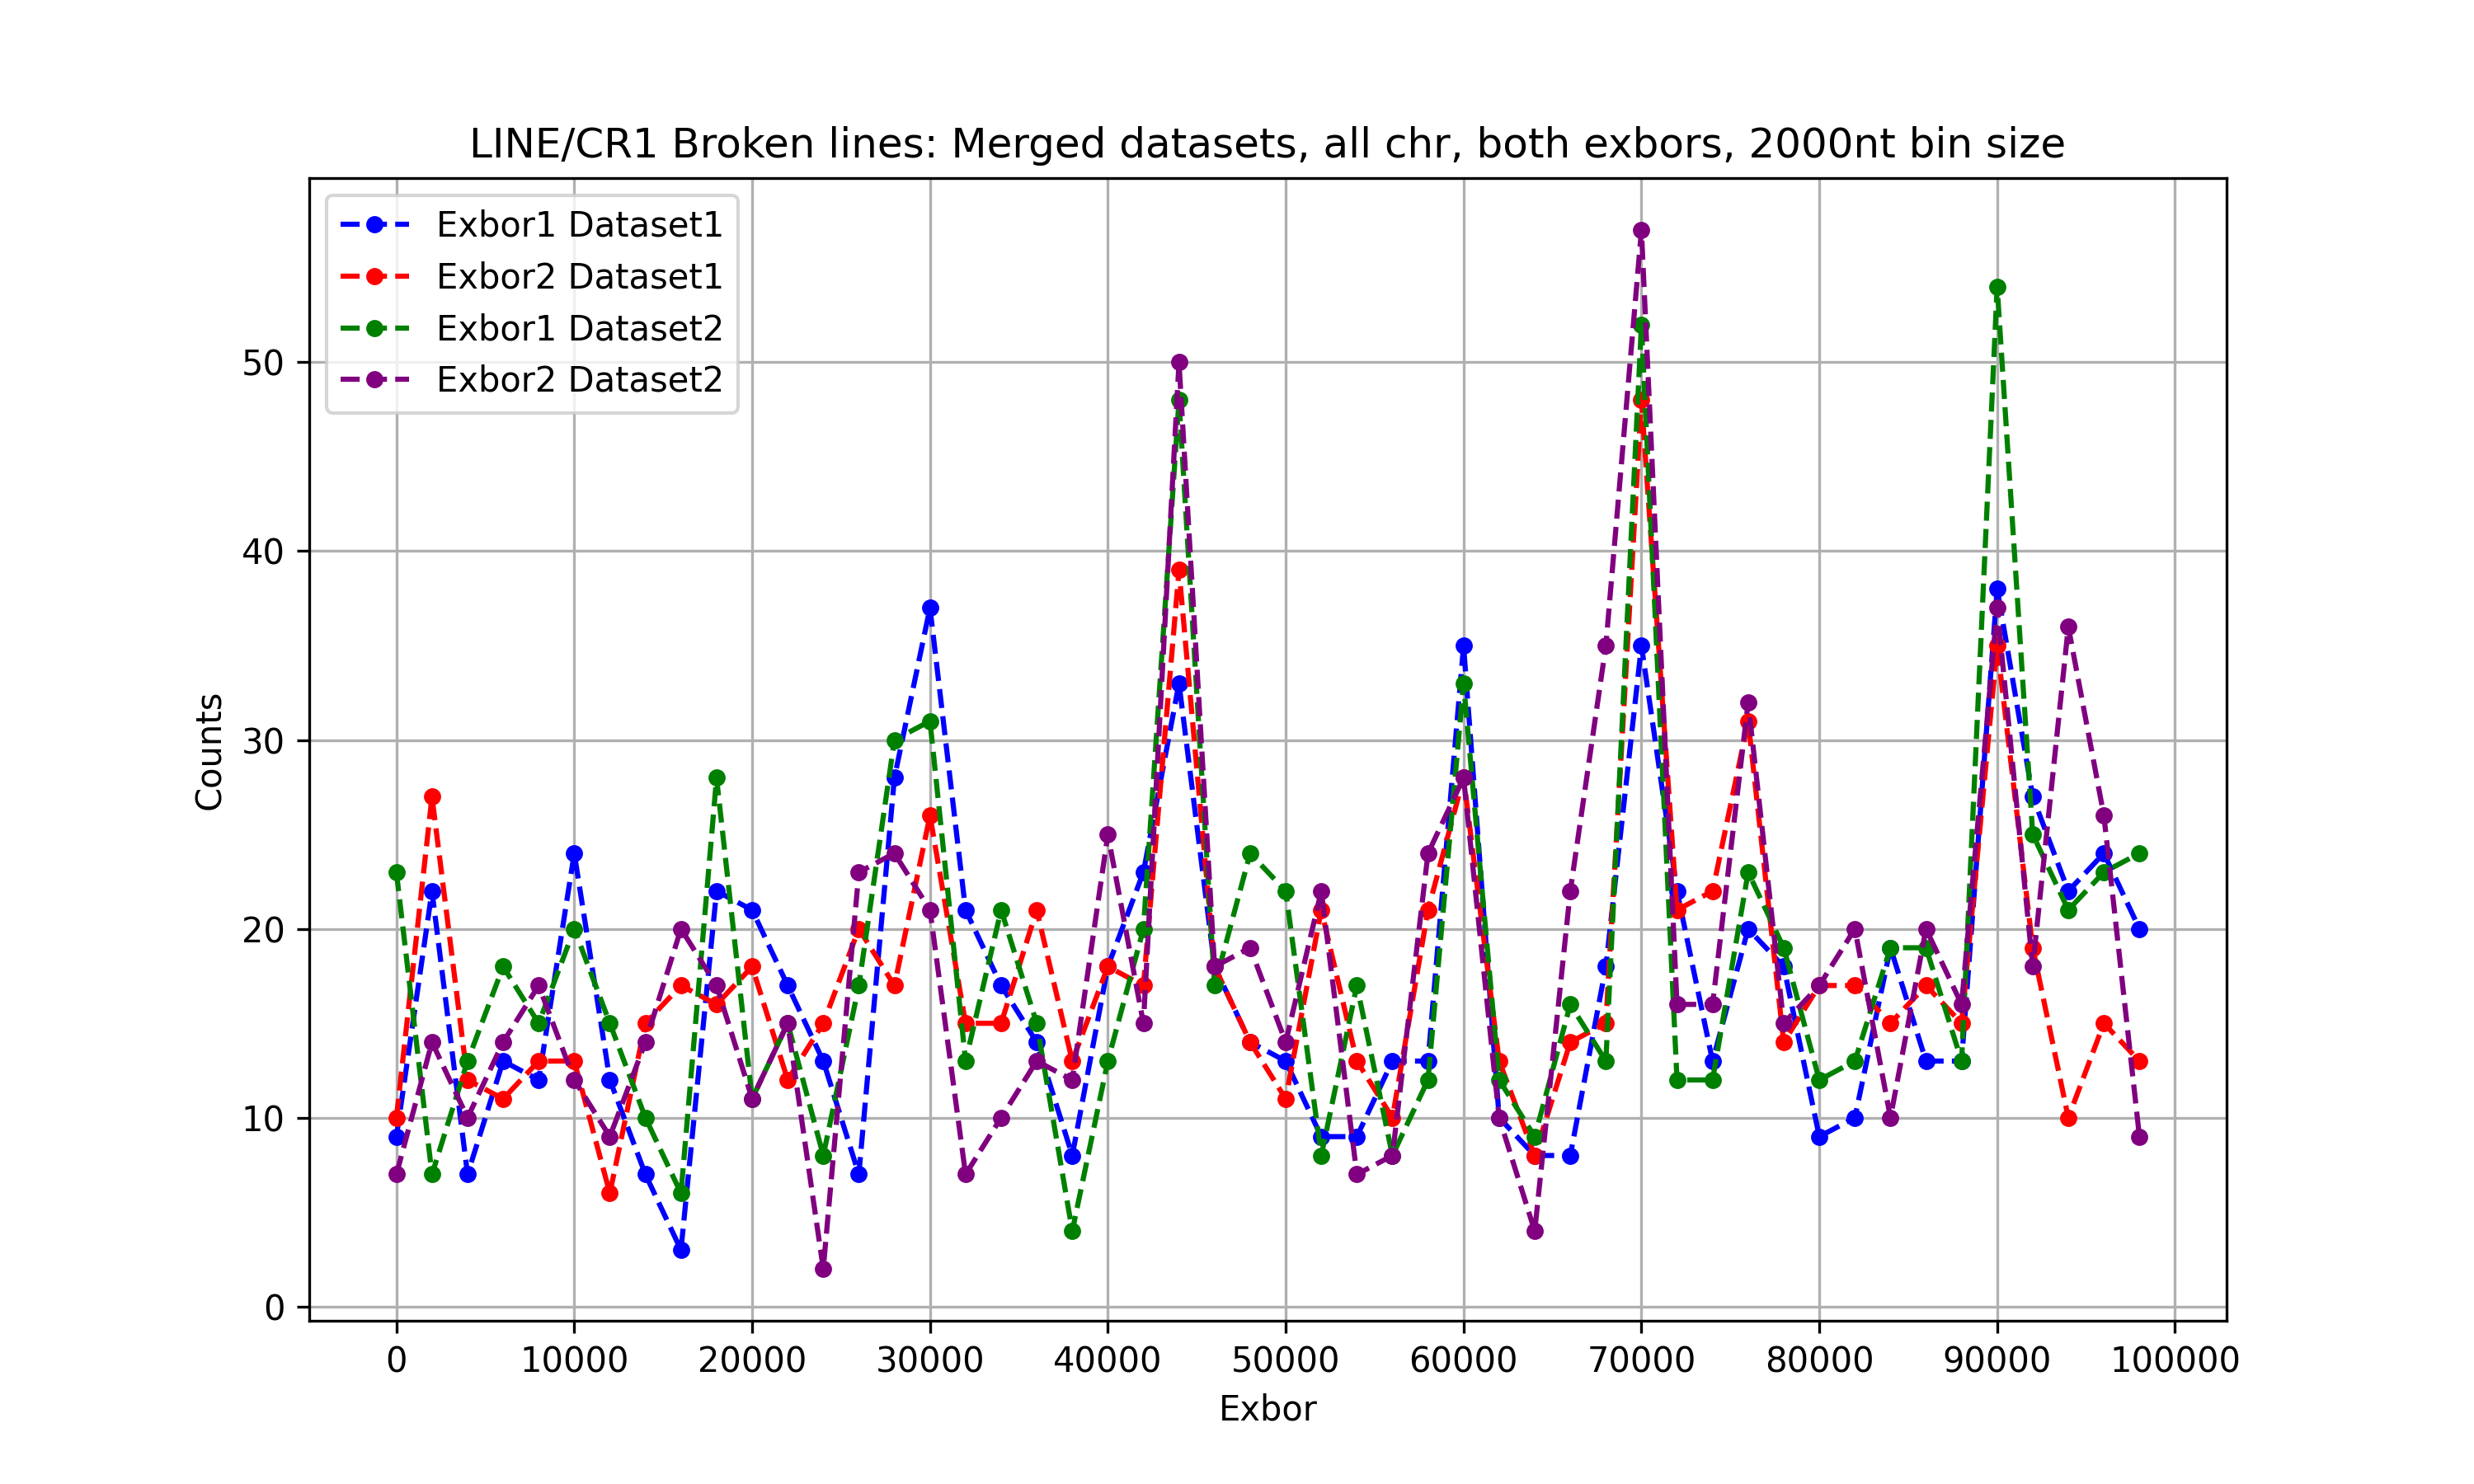 LINE/CR1 Broken lines: Merged datasets, all chr, both exbors, 2000nt bin size
Exbor1 Dataset1
Exbor2 Dataset1
Exbor1 Dataset2
Exbor2 Dataset2
Counts
50
40
30
20
10
0
0 10000 20000 30000 40000 50000 60000 70000 80000 90000 100000
Exbor